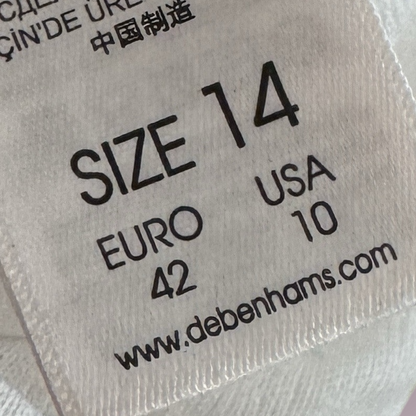 ÇİN'DE ÜRE
中国制造
SIZE 14
EURO USA
42 10
www.debenhams.com